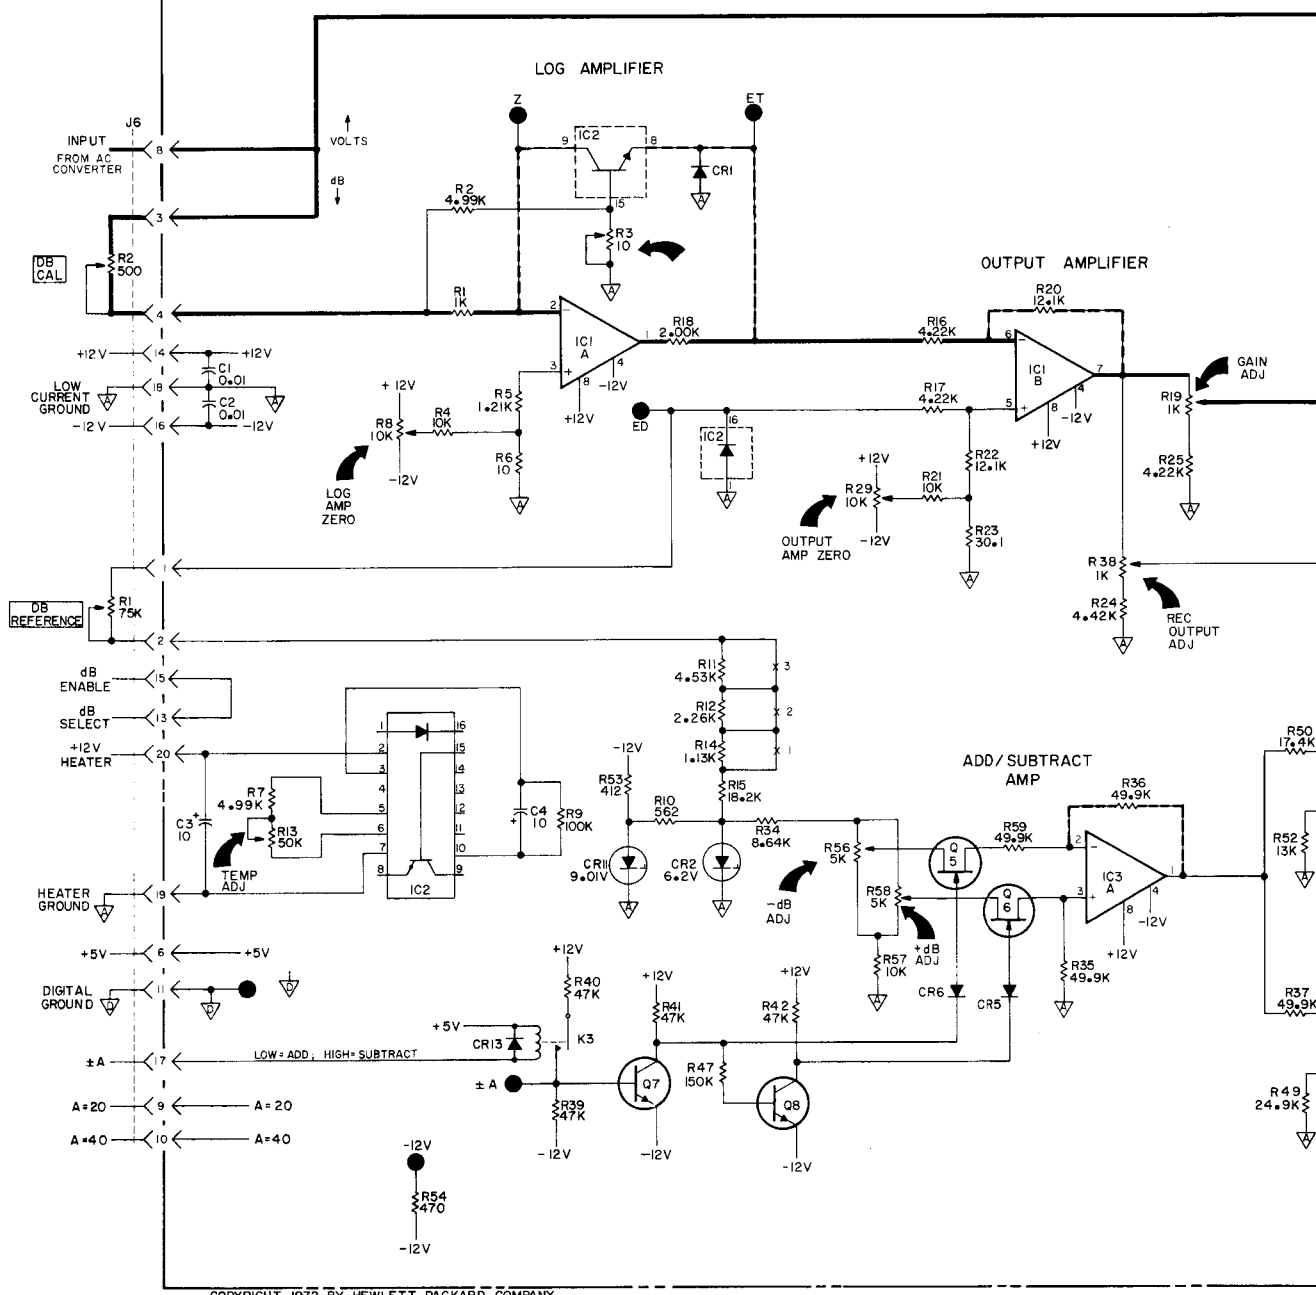 LOG AMPLIFIER
Z
ET
J6
INPUT
FROM AC
CONVERTER
8
VOLTS
dB
3
IC2
9
8
15
CR1
R2
4.99K
R3
10
DB
CAL
R2
500
4
R1
1K
2
−
IC1
A
3
+
1
4
8
-12V
+12V
R18
2.00K
OUTPUT AMPLIFIER
R20
12.1K
R16
4.22K
6
−
IC1
B
5
+
7
4
8
-12V
+12V
GAIN
ADJ
R19
1K
R25
4.22K
A
+12V
14
+12V
C1
0.01
LOW
CURRENT
GROUND
A
18
A
C2
0.01
-12V
16
-12V
+12V
R8
10K
-12V
R4
10K
R5
1.21K
R6
10
A
LOG
AMP
ZERO
ED
R17
4.22K
16
IC2
1
A
R22
12.1K
+12V
R29
10K
-12V
R21
10K
R23
30.1
A
OUTPUT
AMP ZERO
R38
1K
R24
4.42K
A
REC
OUTPUT
ADJ
1
DB
REFERENCE
R1
75K
2
dB
ENABLE
15
dB
SELECT
13
+12V
HEATER
20
R11
4.53K
3
R12
2.26K
2
R14
1.13K
1
R15
18.2K
1
2
3
4
5
6
7
8
16
15
14
13
12
11
10
9
IC2
R7
4.99K
C3
+
10
R13
50K
TEMP
ADJ
C4
10
+
R9
100K
-12V
R53
412
R10
562
CR11
9.01V
A
CR2
6.2V
A
R34
8.64K
R56
5K
-dB
ADJ
R58
5K
+dB
ADJ
R57
10K
A
ADD/SUBTRACT
AMP
R36
49.9K
Q
5
R59
49.9K
Q
6
2
−
IC3
A
3
+
1
4
8
-12V
+12V
R35
49.9K
A
R50
17.4K
R52
13K
A
R37
49.9K
R49
24.9K
A
HEATER
GROUND
A
19
+5V
6
+5V
DIGITAL
GROUND
D
11
D
D
±A
17
LOW=ADD; HIGH=SUBTRACT
A=20
9
A=20
A=40
10
A=40
+12V
R40
47K
+5V
CR13
K3
±A
R39
47K
-12V
+12V
R41
47K
Q7
-12V
R47
150K
+12V
R42
47K
Q8
-12V
CR6
CR5
-12V
R54
470
-12V
COPYRIGHT 1972 BY HEWLETT PACKARD COMPANY